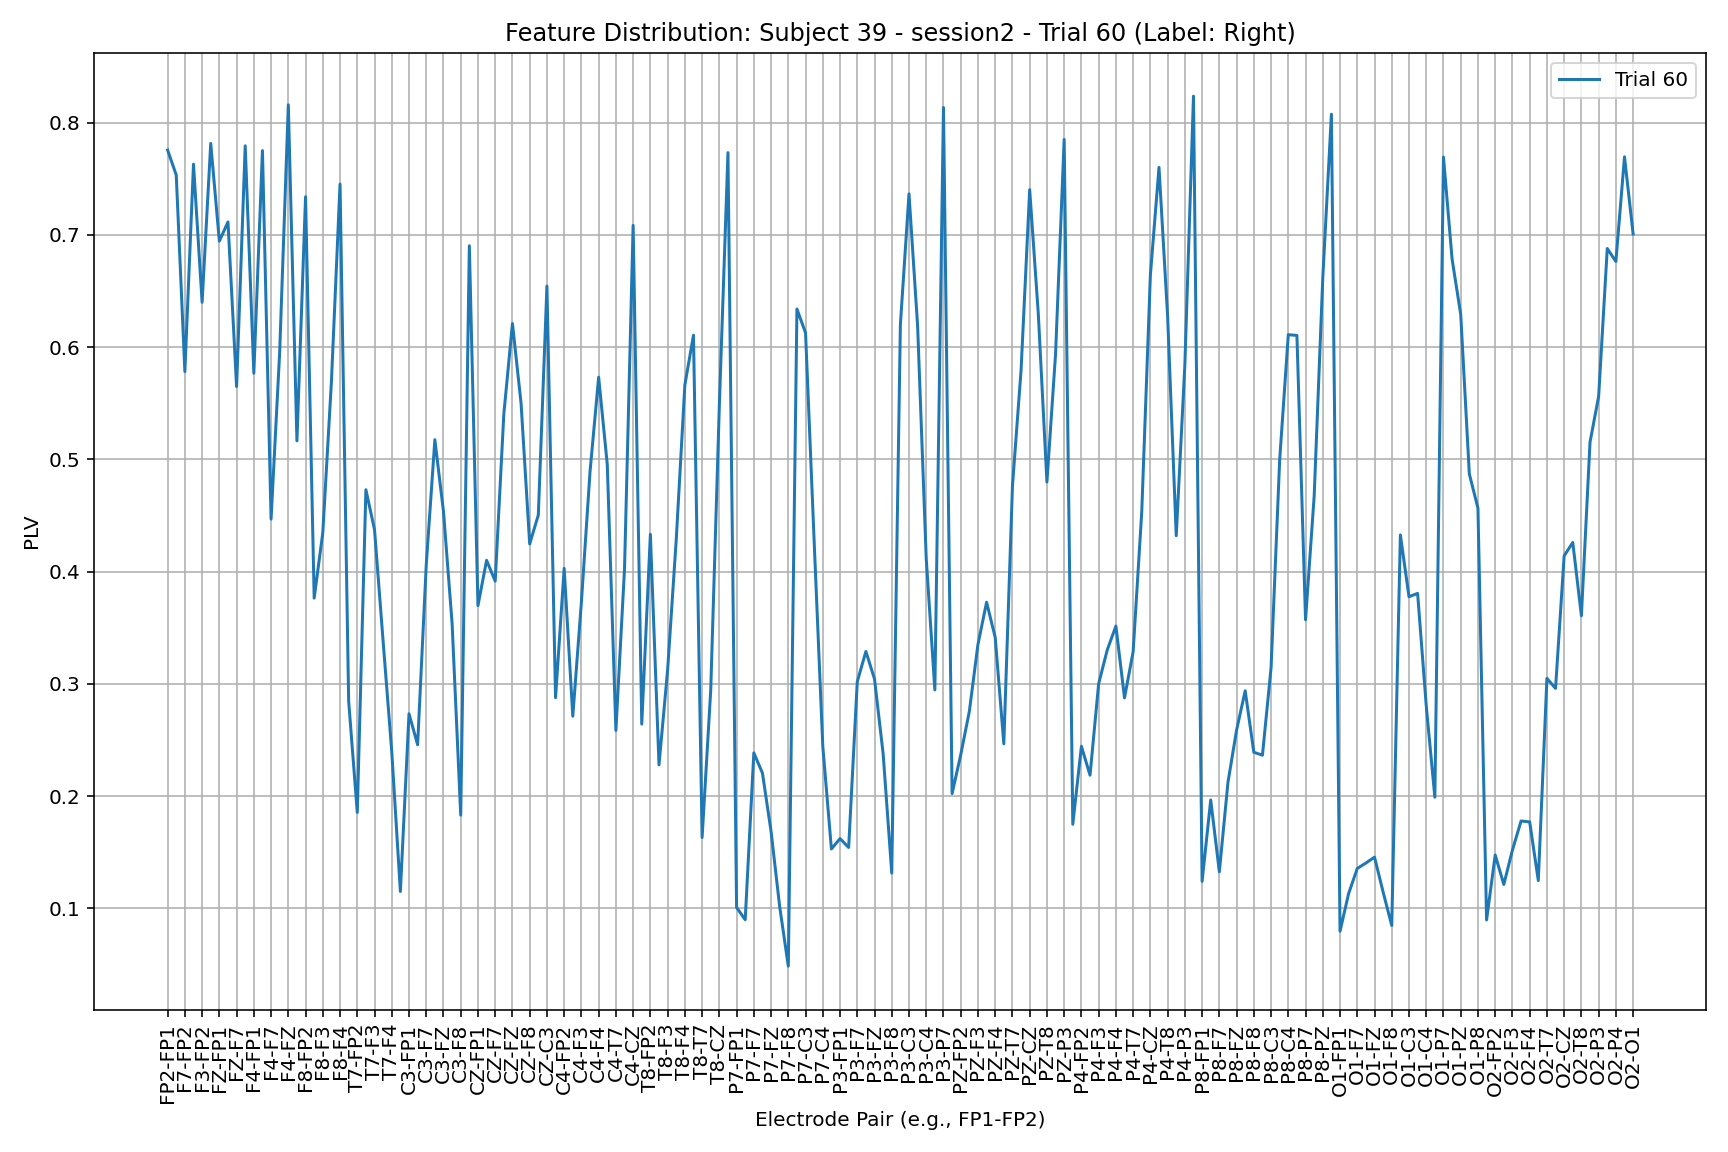 Feature Distribution: Subject 39 - session2 - Trial 60 (Label: Right)
Trial 60
PLV
0.8
0.7
0.6
0.5
0.4
0.3
0.2
0.1
FP2-FP1
F7-FP2
F3-FP2
FZ-FP1
FZ-F7
F4-FP1
F4-F7
F4-FZ
F8-FP2
F8-F3
F8-F4
T7-FP2
T7-F3
T7-F4
C3-FP1
C3-F7
C3-FZ
C3-F8
CZ-FP1
CZ-F7
CZ-FZ
CZ-F8
CZ-C3
C4-FP2
C4-F3
C4-F4
C4-T7
C4-CZ
T8-FP2
T8-F3
T8-F4
T8-T7
T8-CZ
P7-FP1
P7-F7
P7-FZ
P7-F8
P7-C3
P7-C4
P3-FP1
P3-F7
P3-FZ
P3-F8
P3-C3
P3-C4
P3-P7
PZ-FP2
PZ-F3
PZ-F4
PZ-T7
PZ-CZ
PZ-T8
PZ-P3
P4-FP2
P4-F3
P4-F4
P4-T7
P4-CZ
P4-T8
P4-P3
P8-FP1
P8-F7
P8-FZ
P8-F8
P8-C3
P8-C4
P8-P7
P8-PZ
O1-FP1
O1-F7
O1-FZ
O1-F8
O1-C3
O1-C4
O1-P7
O1-PZ
O1-P8
O2-FP2
O2-F3
O2-F4
O2-T7
O2-CZ
O2-T8
O2-P3
O2-P4
O2-O1
Electrode Pair (e.g., FP1-FP2)